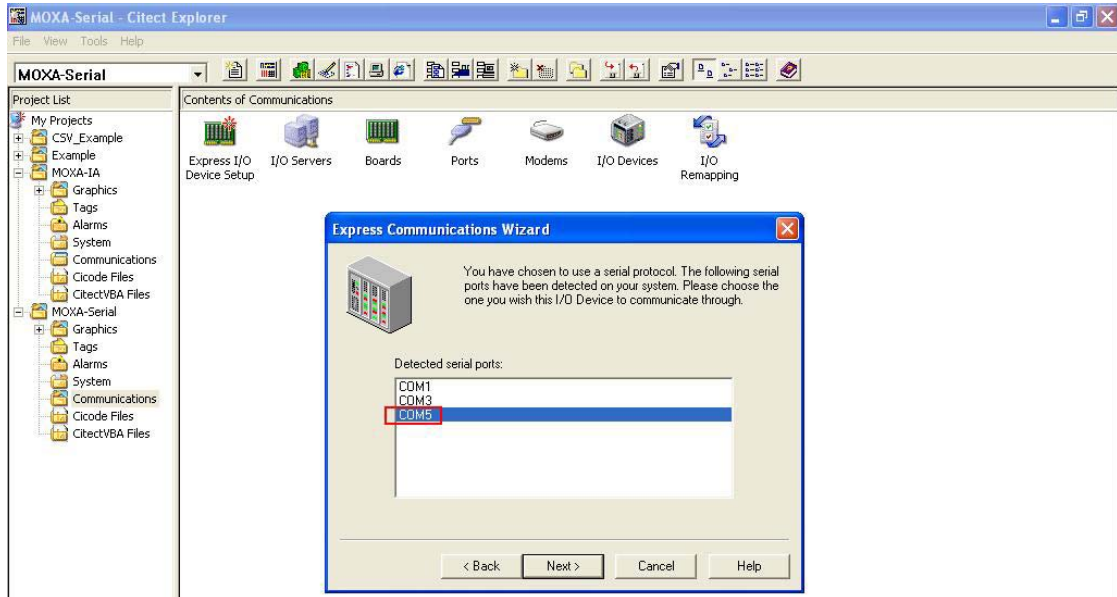 MOXA-Serial - Citect Explorer
File View Tools Help
MOXA-Serial
Project List
My Projects
CSV_Example
Example
MOXA-IA
Graphics
Tags
Alarms
System
Communications
Cicode Files
CitectVBA Files
MOXA-Serial
Graphics
Tags
Alarms
System
Communications
Cicode Files
CitectVBA Files
Contents of Communications
Express I/O
Device Setup
I/O Servers
Boards
Ports
Modems
I/O Devices
I/O
Remapping
Express Communications Wizard
You have chosen to use a serial protocol. The following serial
ports have been detected on your system. Please choose the
one you wish this I/O Device to communicate through.
Detected serial ports:
COM1
COM3
COM5
< Back
Next >
Cancel
Help